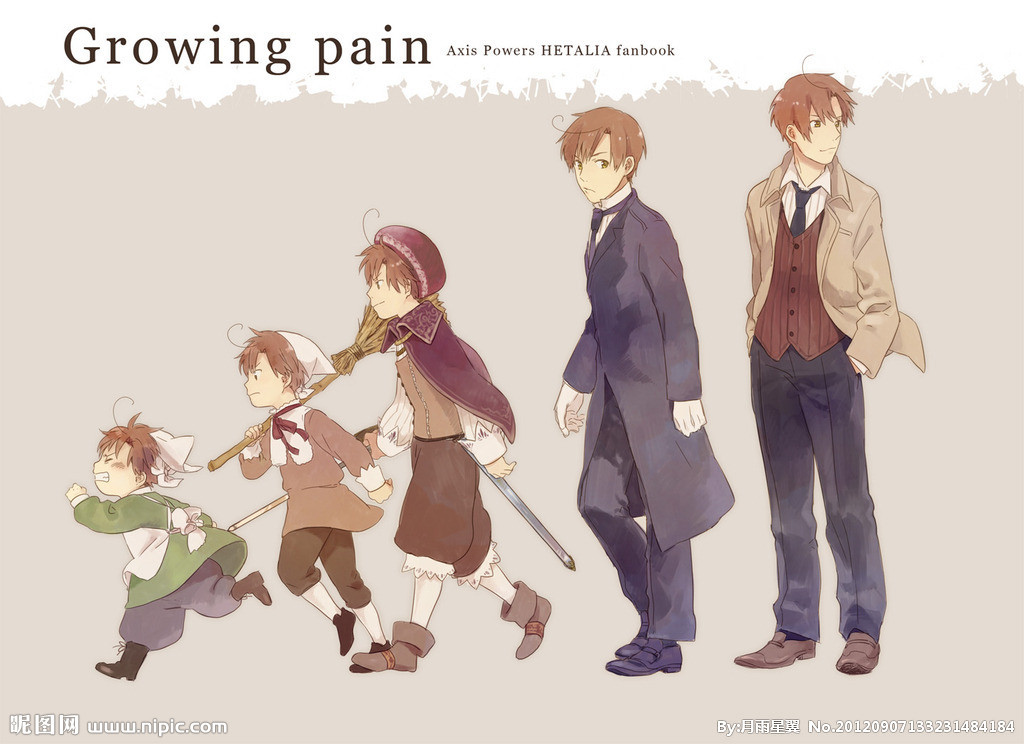 Growing pain
Axis Powers HETALIA fanbook
昵图网 www.nipic.com
By:月雨星翼 No.20120907133231484184